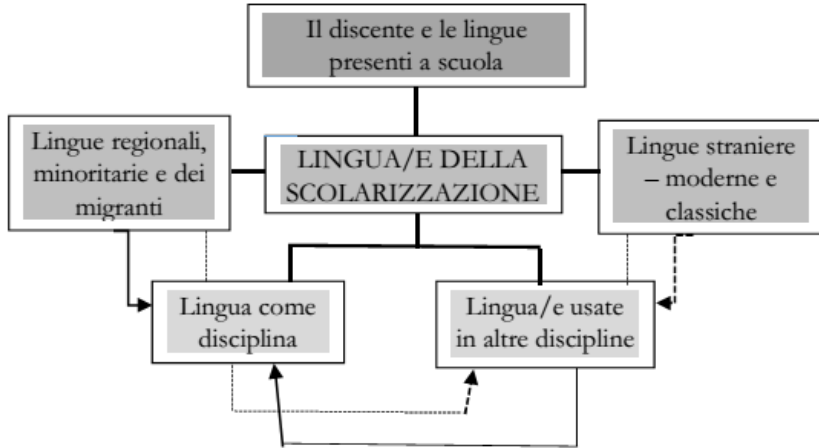 Il discente e le lingue
presenti a scuola
Lingue regionali,
minoritarie e dei
migranti
LINGUA/E DELLA
SCOLARIZZAZIONE
Lingue straniere
– moderne e
classiche
Lingua come
disciplina
Lingua/e usate
in altre discipline